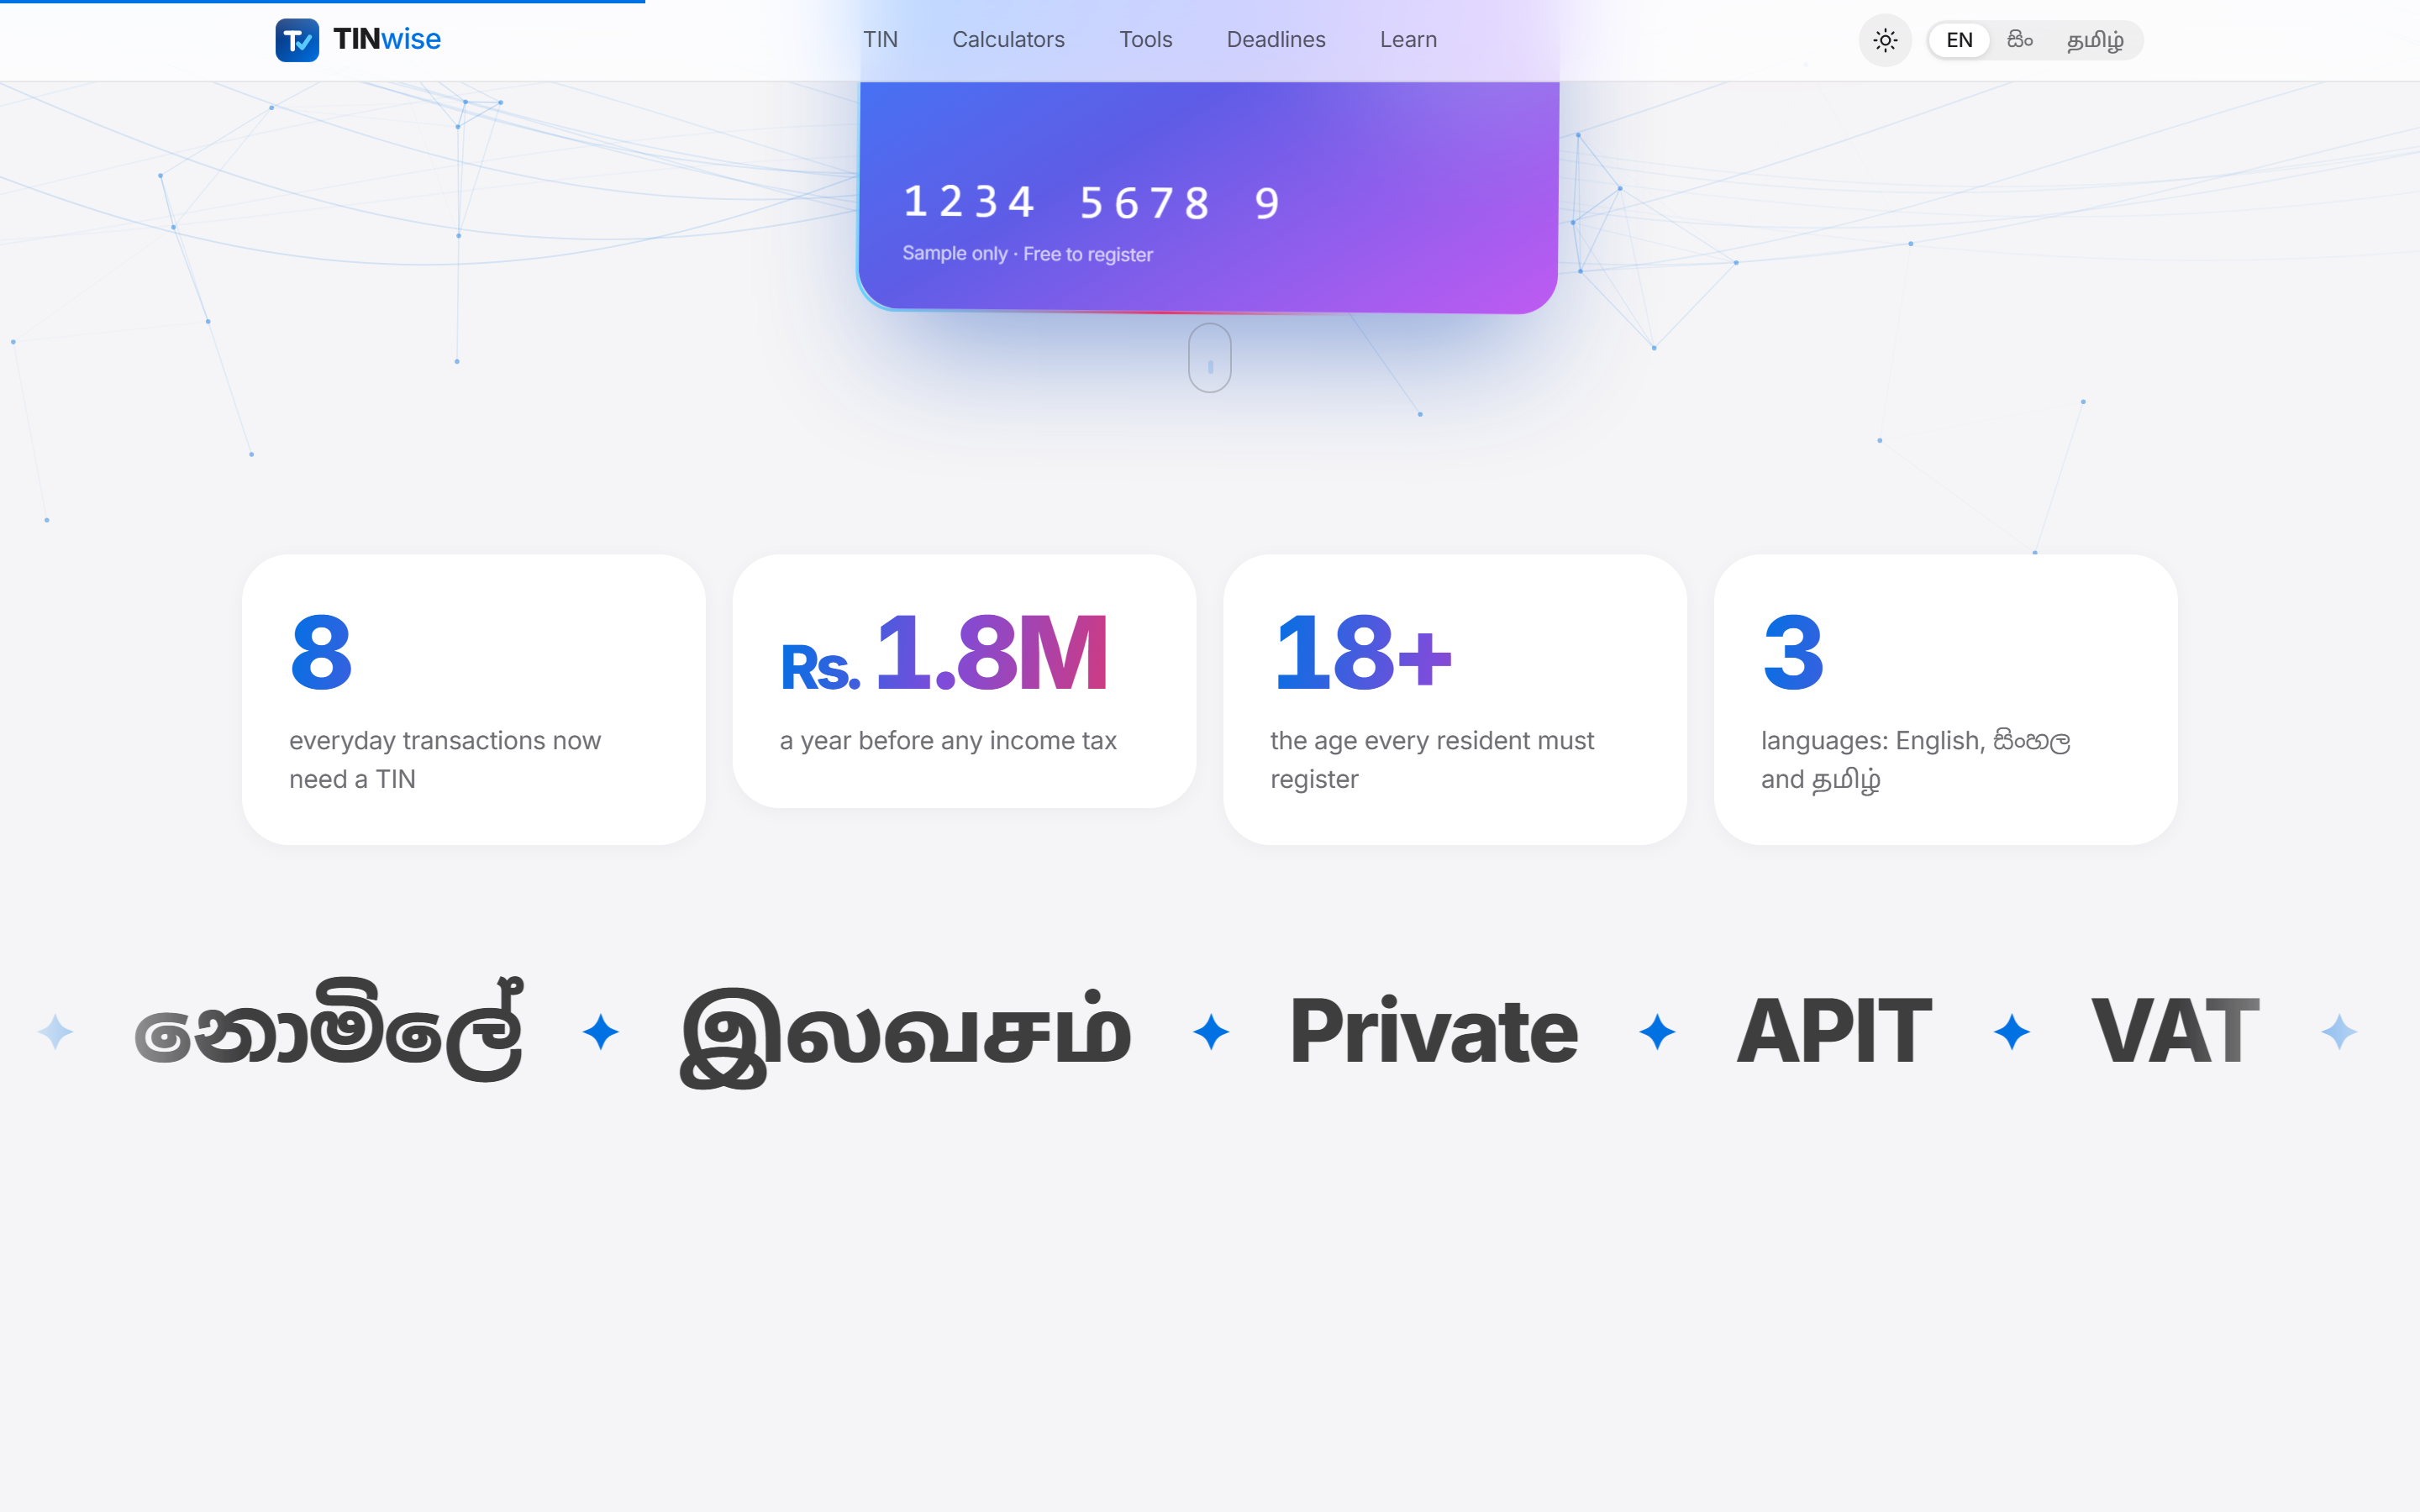 TINwise
TIN Calculators Tools Deadlines Learn
EN සිං தமிழ்
1234 5678 9
Sample only · Free to register
8
everyday transactions now
need a TIN
Rs. 1.8M
a year before any income tax
18+
the age every resident must
register
3
languages: English, සිංහල
and தமிழ்
නොමිලේ ✦ இலவசம் ✦ Private ✦ APIT ✦ VAT